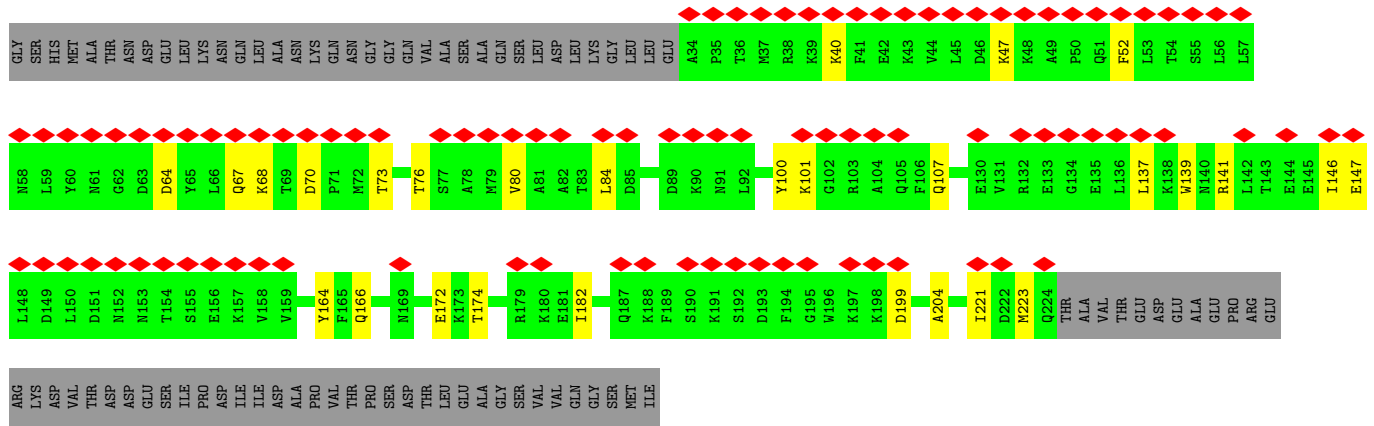 GLY SER HIS MET ALA THR ASN ASP GLU LEU LYS ASN GLN LEU ALA ASN LYS GLN ASN GLY GLY GLN VAL ALA SER ALA GLN SER LEU ASP LEU LYS GLY LEU LEU GLU A34 P35 T36 M37 R38 K39 K40 F41 E42 K43 V44 L45 D46 K47 K48 A49 P50 Q51 F52 L53 T54 S55 L56 L57
N58 L59 Y60 N61 G62 D63 D64 Y65 L66 Q67 K68 T69 D70 P71 M72 T73 T76 S77 A78 M79 V80 A81 A82 T83 L84 D85 D89 K90 N91 L92 Y100 K101 G102 R103 A104 Q105 F106 Q107 E130 V131 R132 E133 G134 E135 L136 L137 K138 W139 N140 R141 L142 T143 E144 E145 I146 E147
L148 D149 L150 D151 N152 N153 T154 S155 E156 K157 V158 V159 Y164 F165 Q166 N169 E172 K173 T174 R179 K180 E181 I182 Q187 K188 F189 S190 K191 S192 D193 F194 G195 W196 K197 K198 D199 A204 I221 D222 M223 Q224 THR ALA VAL THR GLU ASP GLU ALA GLU PRO ARG GLU
ARG LYS ASP VAL THR ASP ASP GLU SER ILE PRO ASP ILE ILE ASP ALA PRO VAL THR PRO SER ASP THR LEU GLU ALA GLY SER VAL VAL GLN GLY SER MET ILE